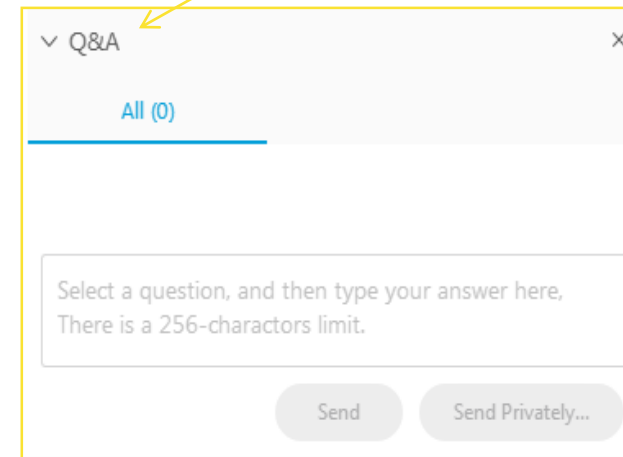 Q&A
All (0)
Select a question, and then type your answer here,
There is a 256-charactors limit.
Send Send Privately...